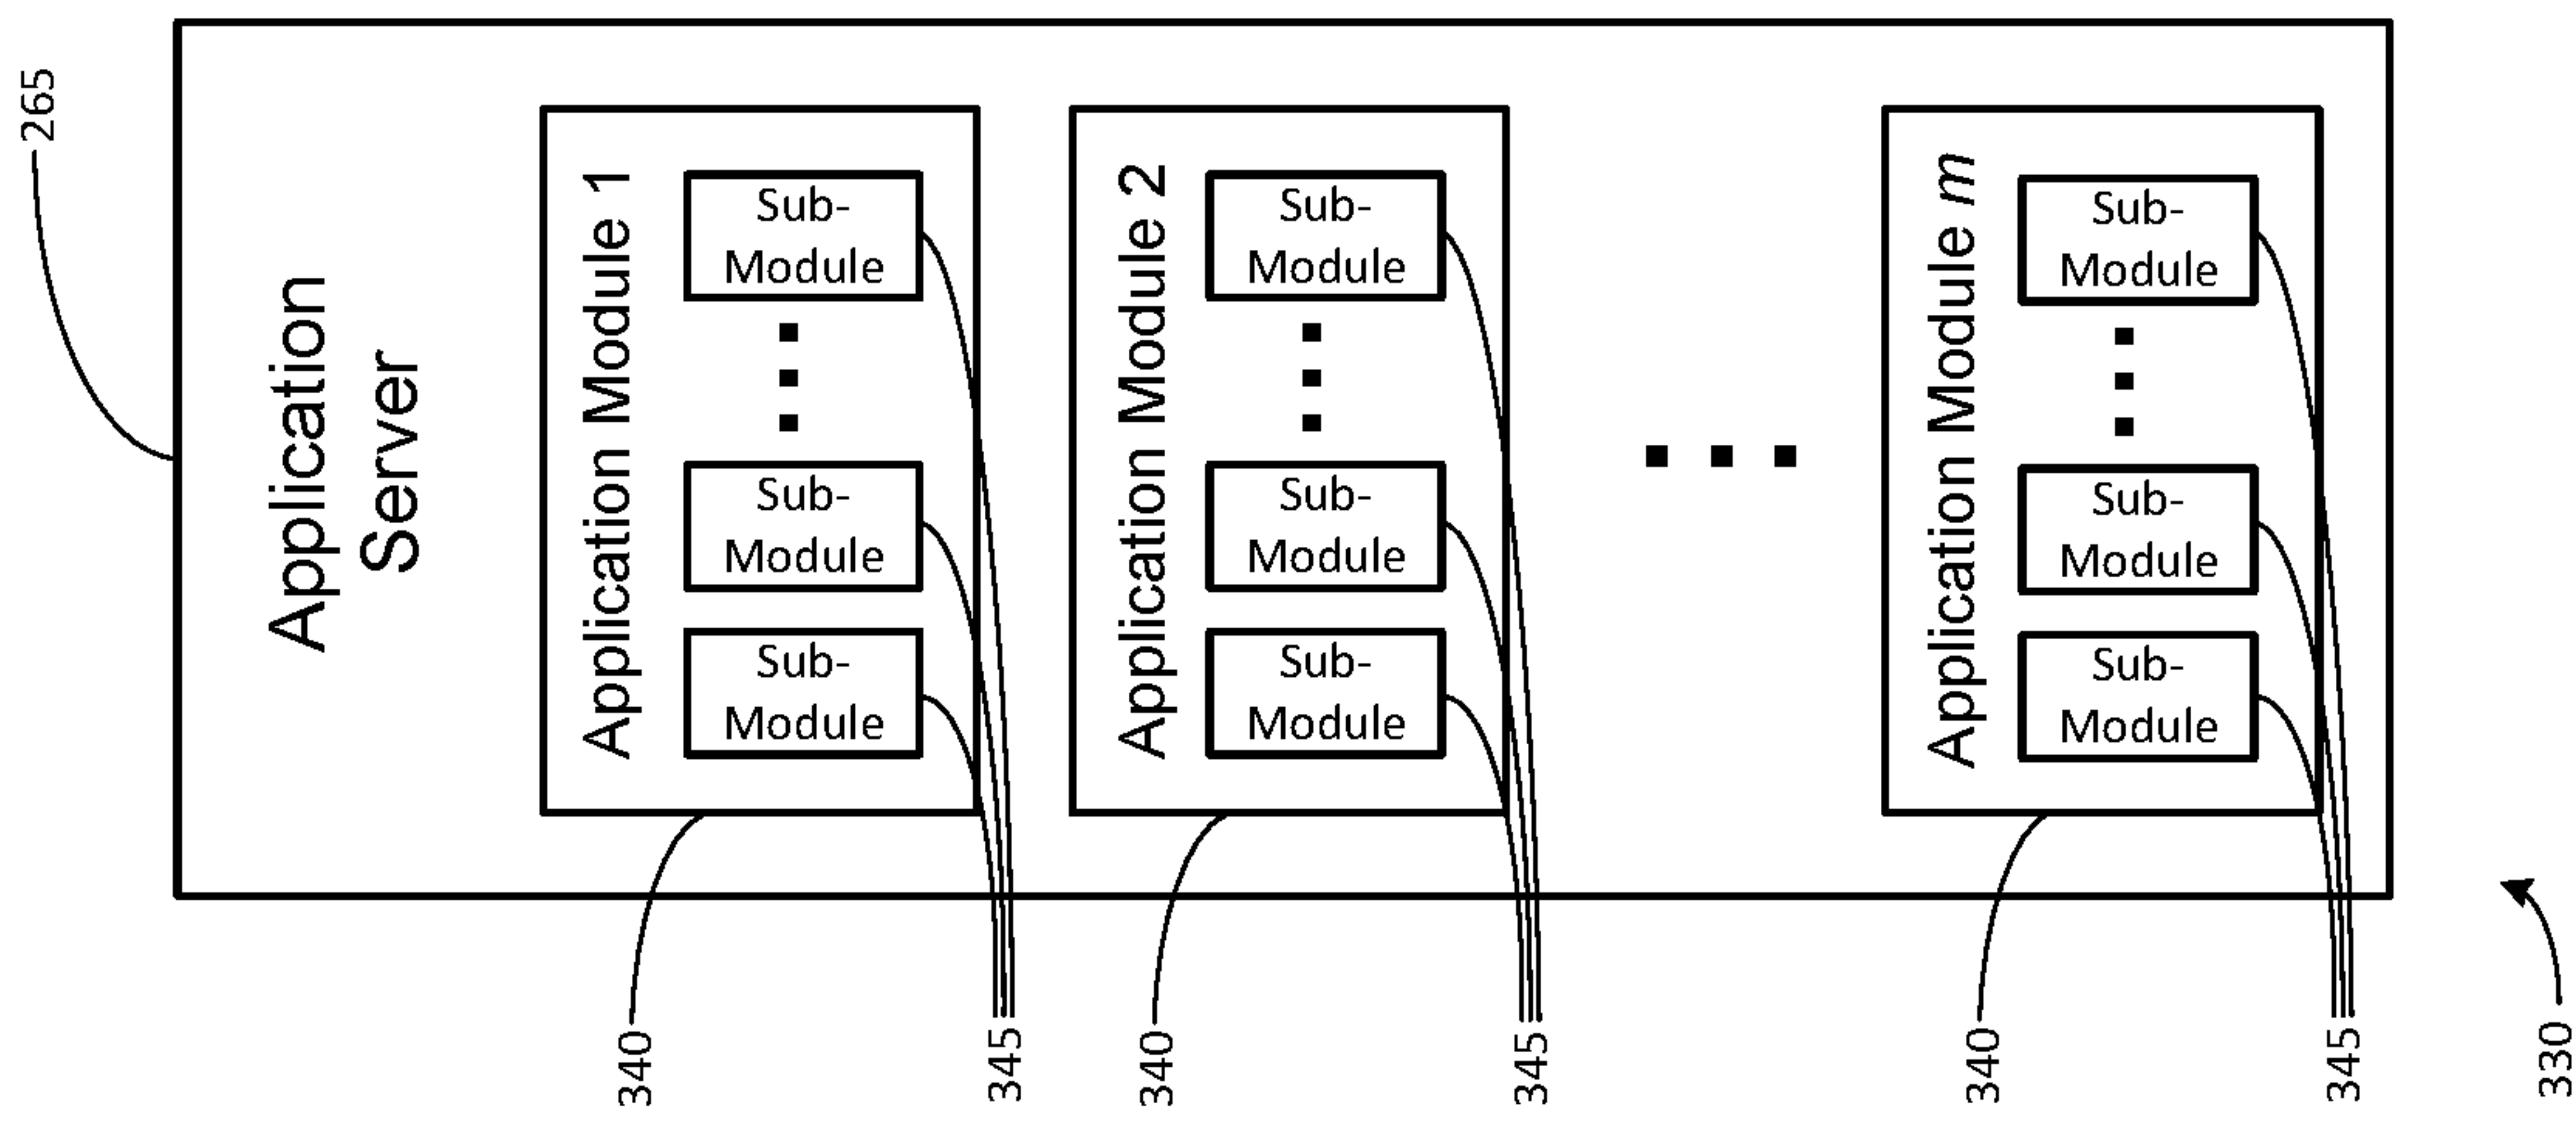 265
Application
Server
Application Module 1
Sub-
Module
Sub-
Module
Sub-
Module
340
345
Application Module 2
Sub-
Module
Sub-
Module
Sub-
Module
340
345
Application Module m
Sub-
Module
Sub-
Module
Sub-
Module
340
345
330